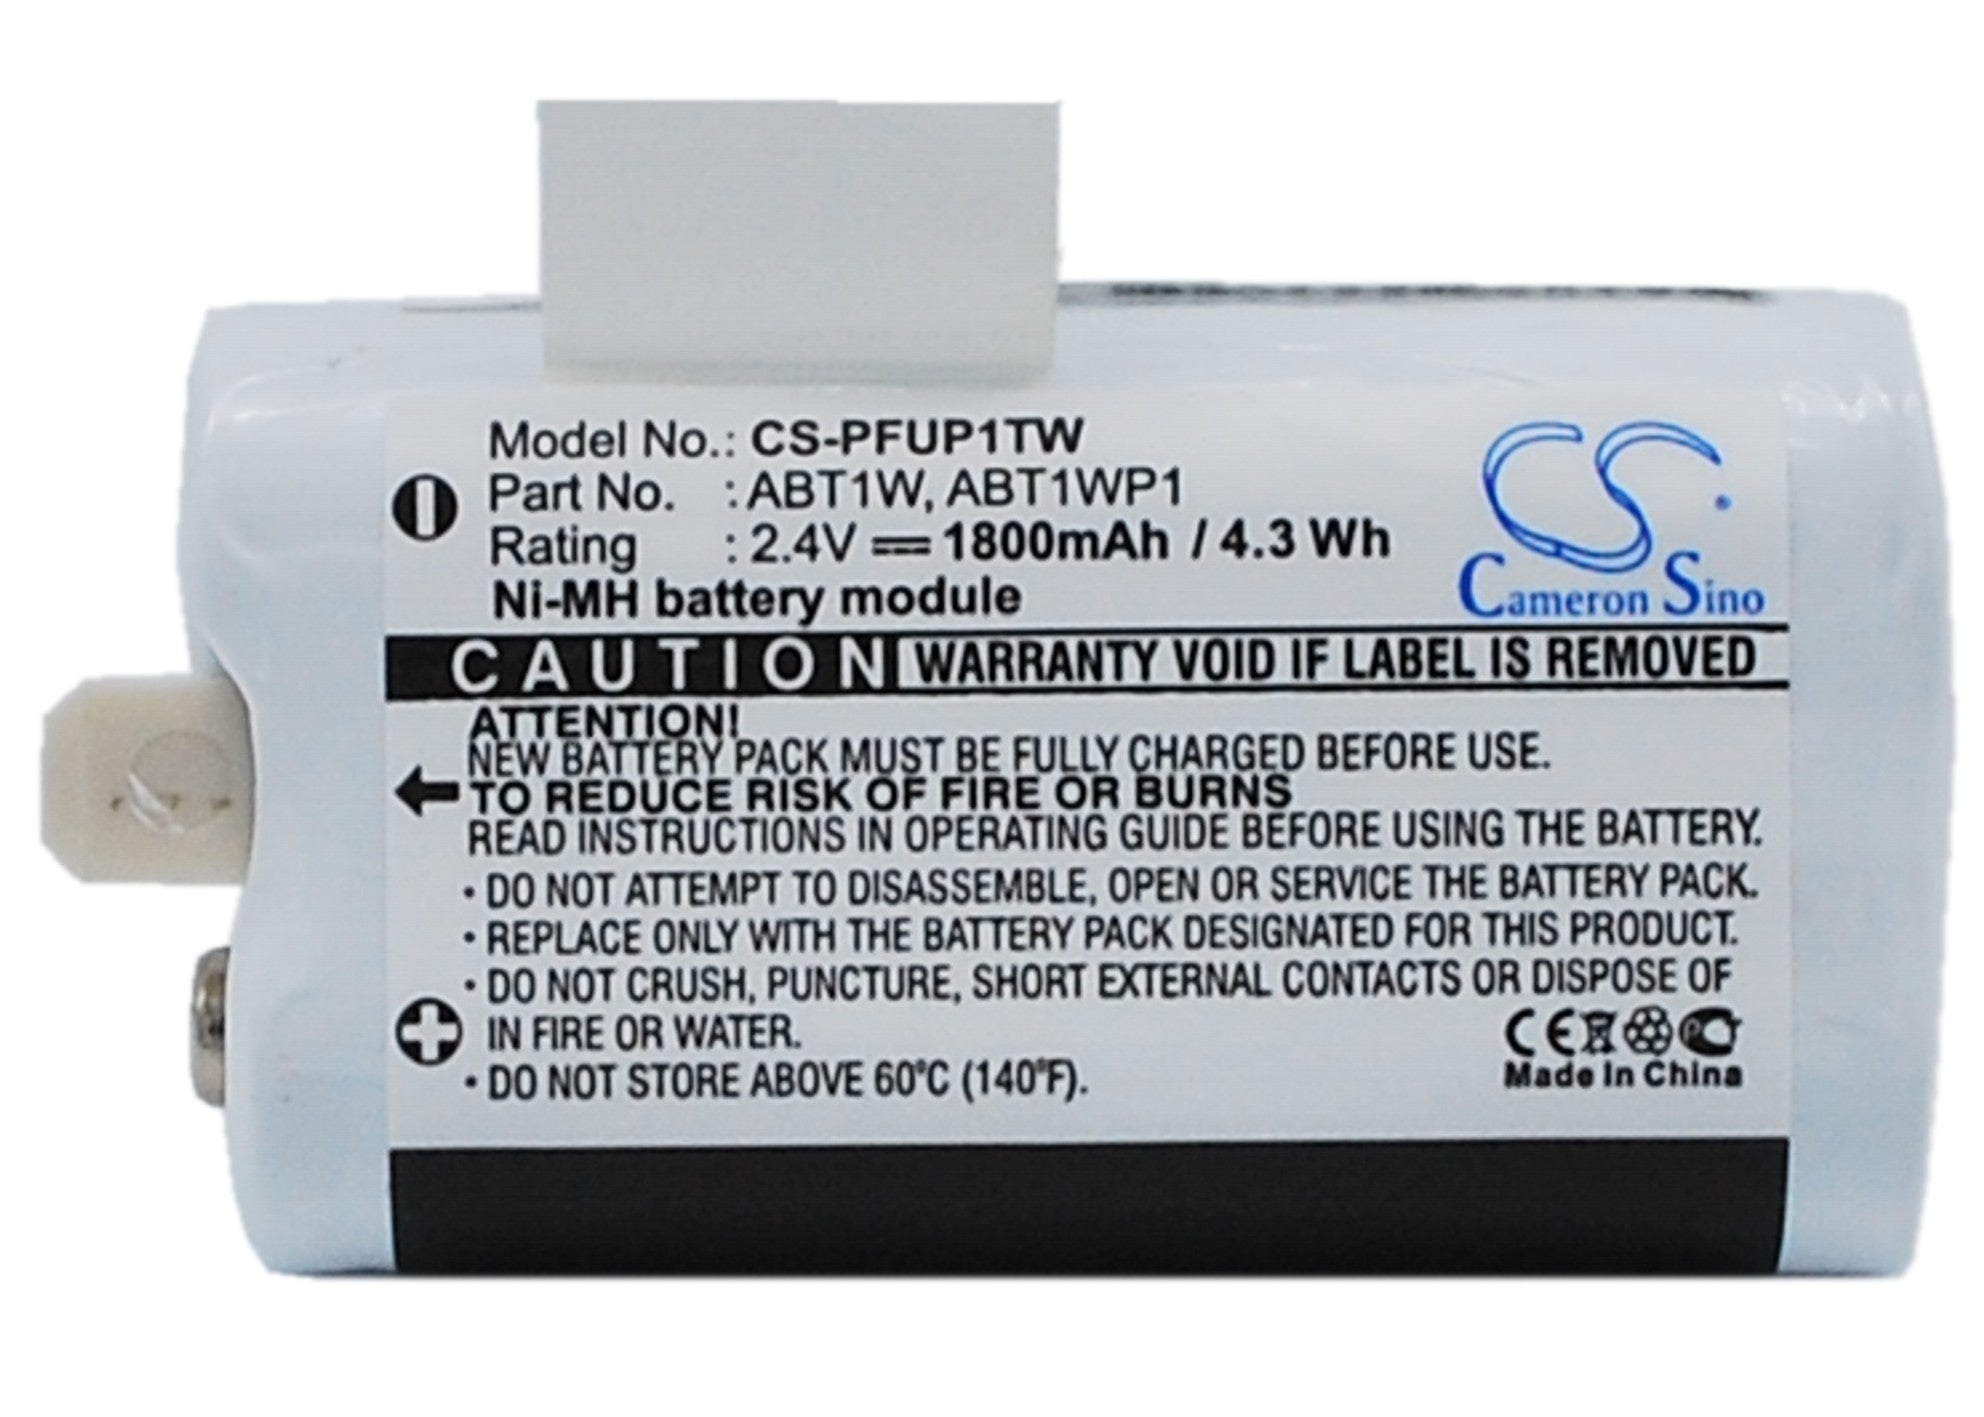 Model No.: CS-PFUP1TW
Part No. : ABT1W, ABT1WP1
Rating : 2.4V 1800mAh / 4.3 Wh
Ni-MH battery module
CS
Cameron Sino
CAUTION WARRANTY VOID IF LABEL IS REMOVED
ATTENTION!
NEW BATTERY PACK MUST BE FULLY CHARGED BEFORE USE.
TO REDUCE RISK OF FIRE OR BURNS
READ INSTRUCTIONS IN OPERATING GUIDE BEFORE USING THE BATTERY.
• DO NOT ATTEMPT TO DISASSEMBLE, OPEN OR SERVICE THE BATTERY PACK.
• REPLACE ONLY WITH THE BATTERY PACK DESIGNATED FOR THIS PRODUCT.
• DO NOT CRUSH, PUNCTURE, SHORT EXTERNAL CONTACTS OR DISPOSE OF
IN FIRE OR WATER.
• DO NOT STORE ABOVE 60°C (140°F).
CE
Made In China